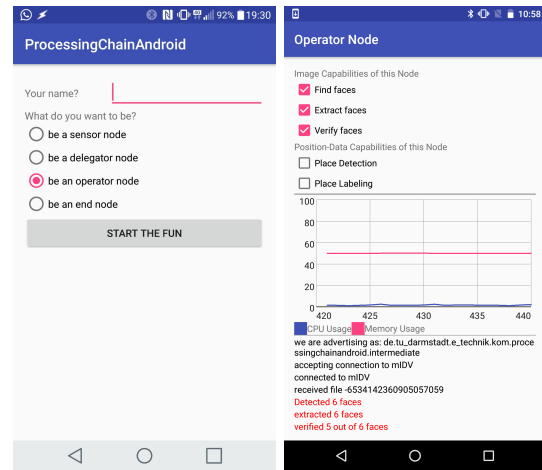 92% 19:30
ProcessingChainAndroid
Your name?
What do you want to be?
be a sensor node
be a delegator node
be an operator node
be an end node
START THE FUN
10:58
Operator Node
Image Capabilities of this Node
Find faces
Extract faces
Verify faces
Position-Data Capabilities of this Node
Place Detection
Place Labeling
100
80
60
40
20
0
420 425 430 435 440
CPU Usage Memory Usage
we are advertising as: de.tu_darmstadt.e_technik.kom.proce
ssingchainandroid.intermediate
accepting connection to mIDV
connected to mIDV
received file -6534142360905057059
Detected 6 faces
extracted 6 faces
verified 5 out of 6 faces